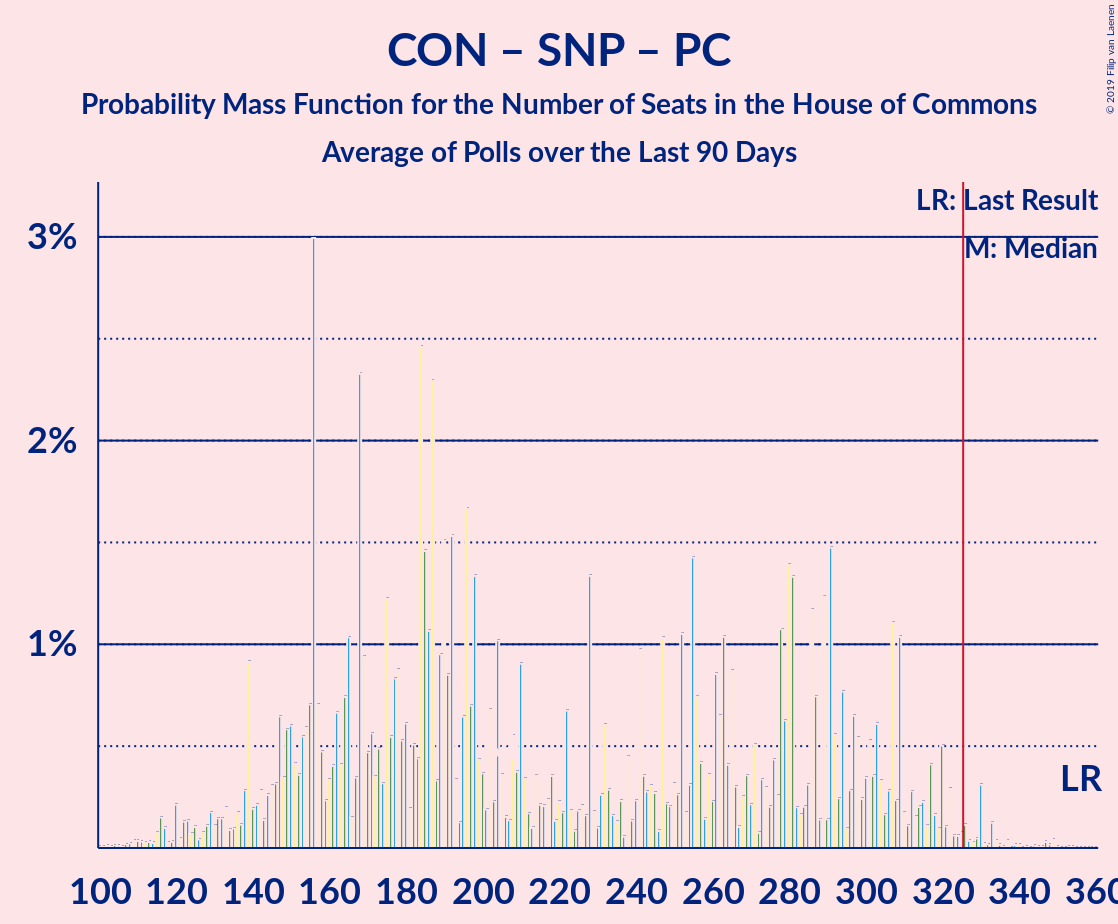 CON – SNP – PC
Probability Mass Function for the Number of Seats in the House of Commons
Average of Polls over the Last 90 Days
© 2019 Filip van Laenen
LR: Last Result
M: Median
3%
2%
1%
LR
100 120 140 160 180 200 220 240 260 280 300 320 340 360